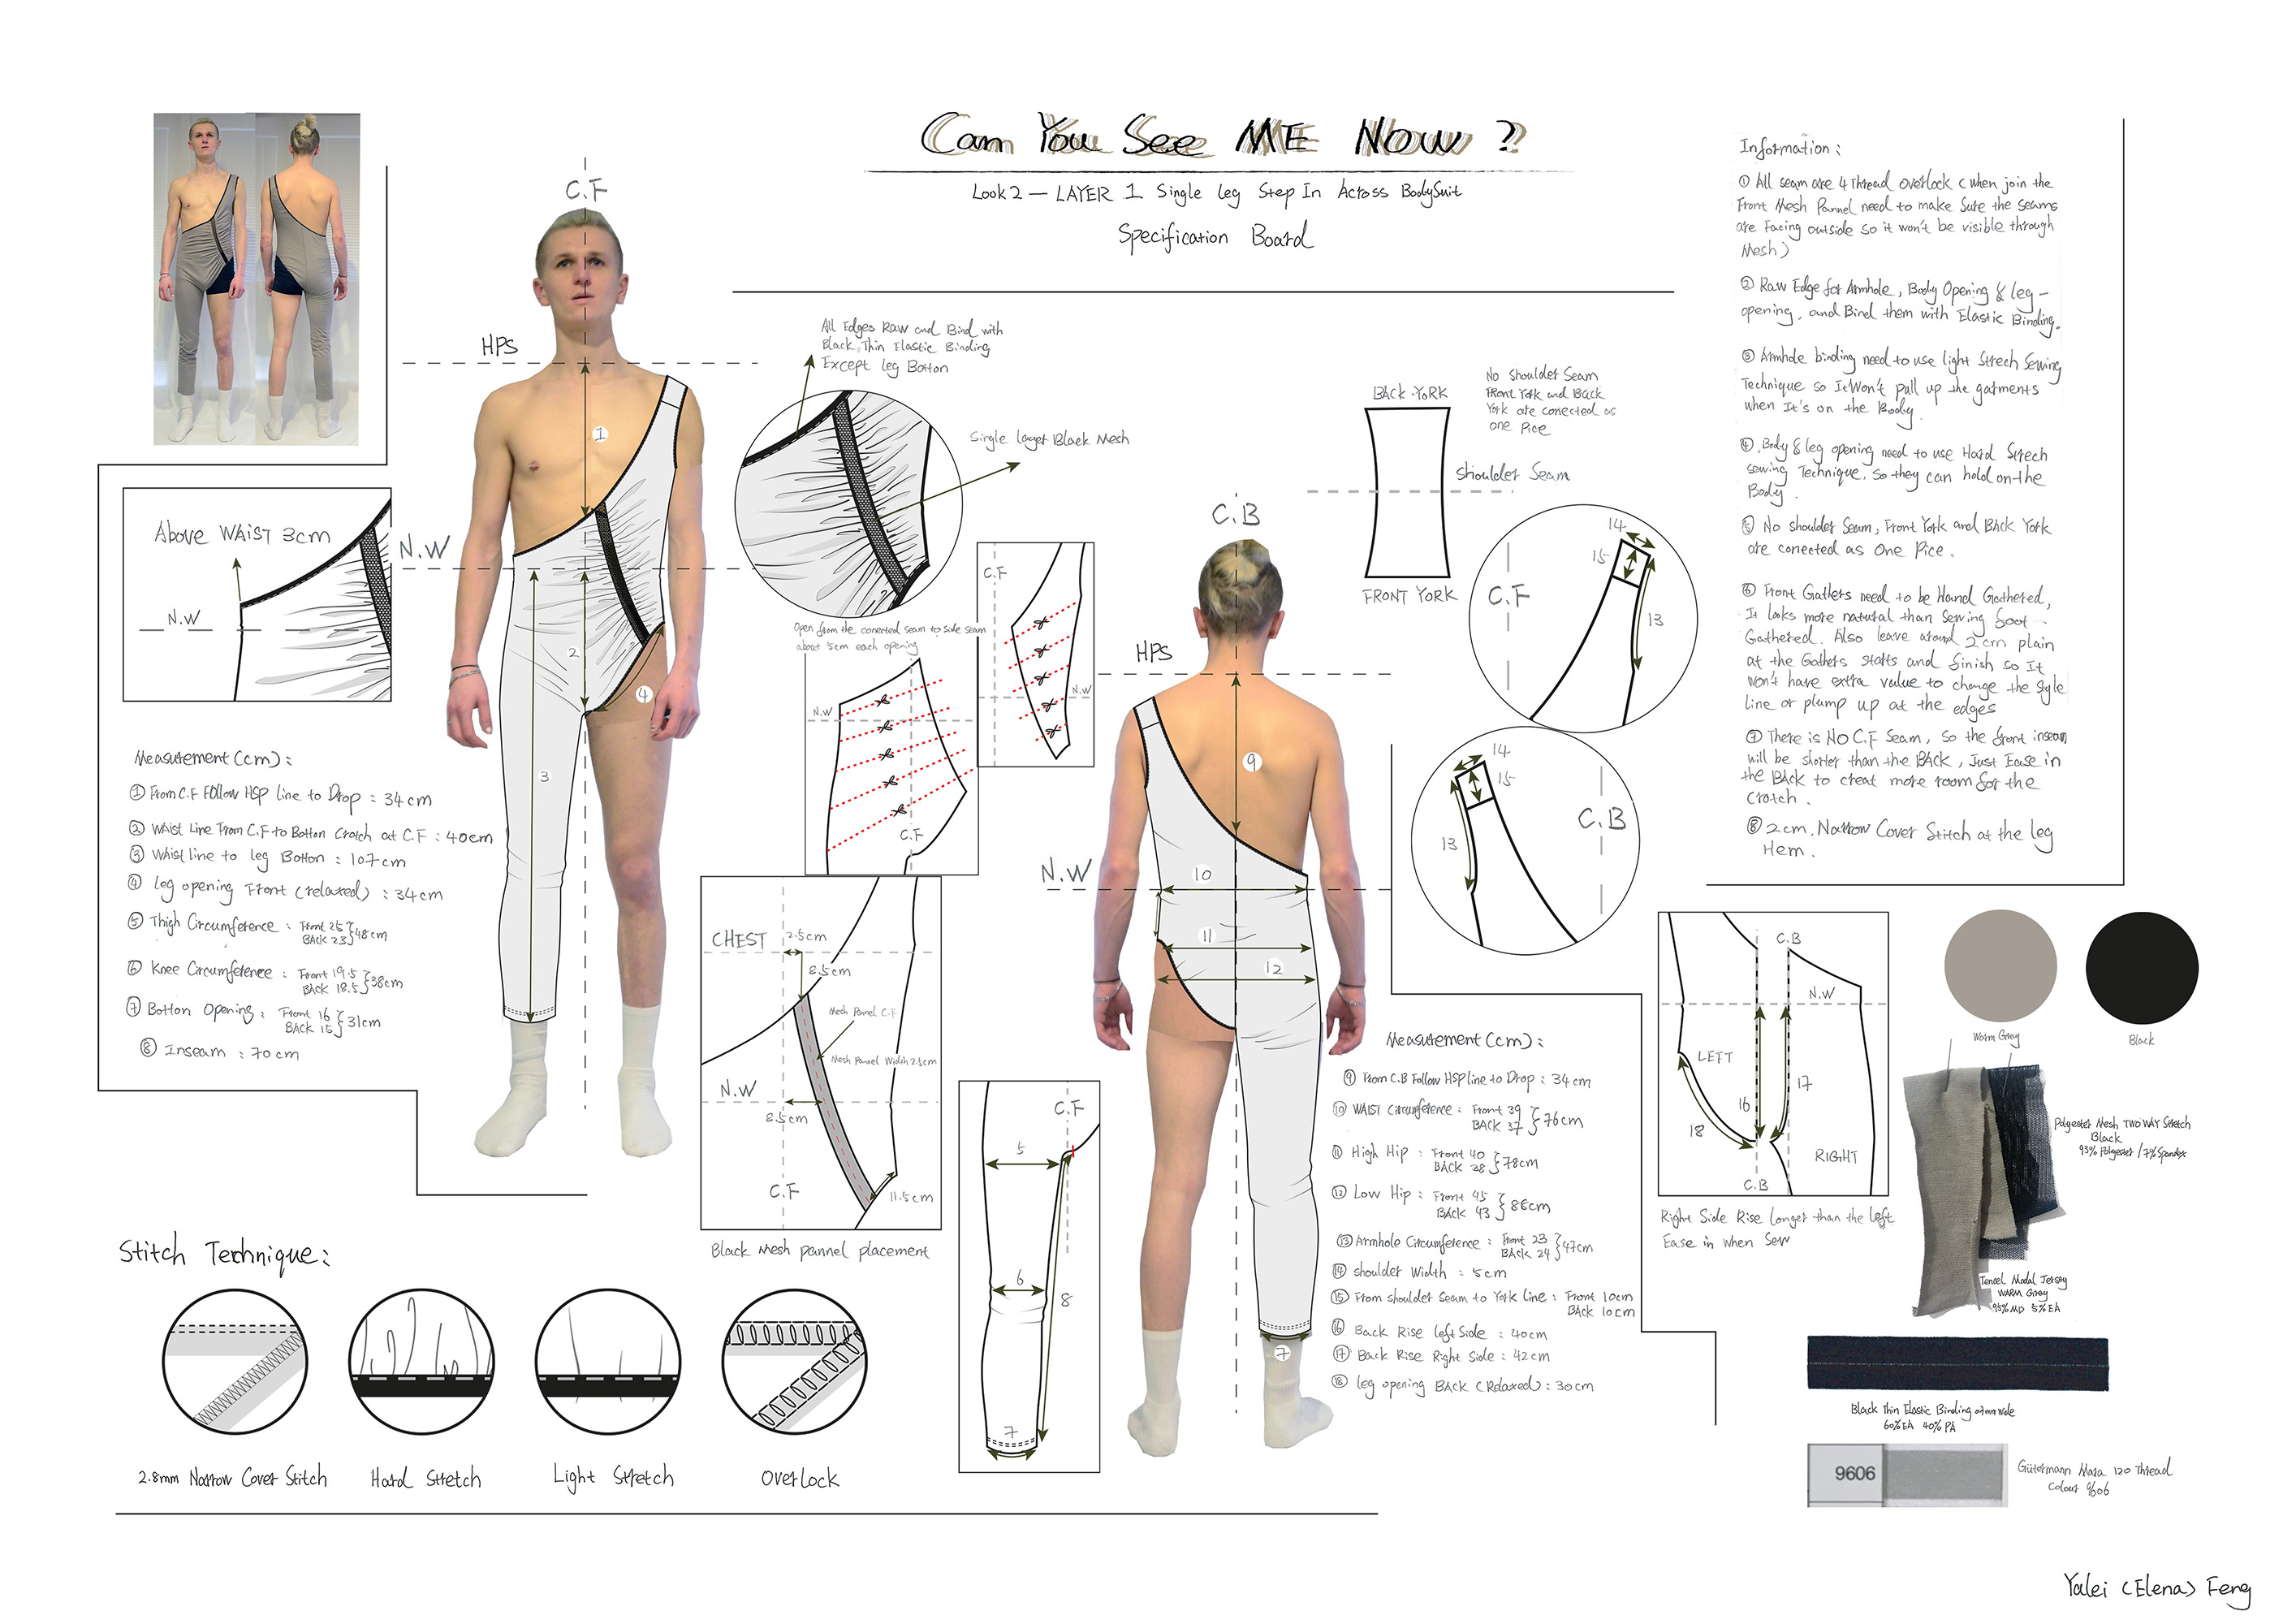 Can You See ME Now ?
Look 2 — LAYER 1 Single Leg Step In Across BodySuit
Specification Board
C.F
HPS
1
N.W
2
4
3
All Edges Raw and Bind with
Black Thin Elastic Binding
Except leg Botton
Single layer Black Mesh
Above WAIST 3cm
N.W
Measurement (cm) :
① From C.F Follow HSP line to Drop : 34 cm
② Waist Line From C.F to Botton Crotch at C.F : 40cm
③ Waist line to leg Botton : 107cm
④ leg opening Front (relaxed) : 34 cm
⑤ Thigh Circumference : Front 25 BACK 23 } 48cm
⑥ Knee Circumference : Front 19.5 BACK 18.5 } 38cm
⑦ Botton Opening : Front 16 BACK 15 } 31cm
⑧ Inseam : 70 cm
Stitch Technique:
2.8mm Narrow Cover Stitch
Hard Stretch
Light Stretch
Overlock
Open from the conected seam to side seam
about 5cm each opening
N.W
C.F
C.F
N.W
CHEST
2.5cm
8.5cm
Mesh Pannel C.F
Mesh Pannel Width 2.5cm
N.W
8.5cm
C.F
11.5cm
Black Mesh pannel placement
C.F
5
6
8
7
BACK YORK
FRONT YORK
Shoulder Seam
No Shoulder Seam
Front York and Back
York are conected as
one Pice
C.F
14
15
13
14
15
13
C.B
C.B
HPS
9
N.W
10
11
12
7
Measurement (cm) :
⑨ From C.B Follow HSP line to Drop : 34 cm
⑩ WAIST Circumference : Front 39 BACK 37 } 76cm
⑪ High Hip : Front 40 BACK 38 } 78cm
⑫ Low Hip : Front 45 BACK 43 } 88cm
⑬ Armhole Circumference : Front 23 BACK 24 } 47cm
⑭ Shoulder Width : 5cm
⑮ From shoulder Seam to York Line : Front 10cm BACK 10cm
⑯ Back Rise left Side : 40cm
⑰ Back Rise Right Side : 42cm
⑱ leg opening BACK (Relaxed) : 30cm
Information :
① All seam are 4 Thread Overlock ( when join the
Front Mesh Pannel need to make Sure the Seams
are Facing outside so it won't be visible through
Mesh )
② Raw Edge for Armhole, Body Opening & leg –
opening, and Bind them with Elastic Binding.
③ Armhole binding need to use light Strech Sewing
Technique so It Won't pull up the garments
when It's on the Body.
④ Body & leg opening need to use Hard Strech
sewing Technique, so they can hold on the
Body.
⑤ No shoulder Seam, Front York and Back York
are conected as One Pice.
⑥ Front Gathers need to be Hand Gathered,
It looks more natural than Sewing foot
Gathered. Also leave around 2cm plain
at the Gathers starts and finish so It
won't have extra value to change the Style
line or plump up at the edges
⑦ There is NO C.F Seam, so the front inseam
will be shorter than the BACK, Just Ease in
the BACK to creat more room for the
Crotch.
⑧ 2cm Narrow Cover Stitch at the leg
Hem.
C.B
N.W
LEFT
16
17
18
RIGHT
C.B
Right Side Rise longer than the left
Ease in when Sew
Warm Grey
Black
Polyester Mesh TWO WAY Stretch
Black
93% Polyester / 7% Spandex
Tencel Modal Jersey
WARM Grey
95% MD 5% EA
Black Thin Elastic Binding
60% EA 40% PA
9606
Gütermann Mara 120 Thread
Colour 9606
Yalei (Elena) Feng